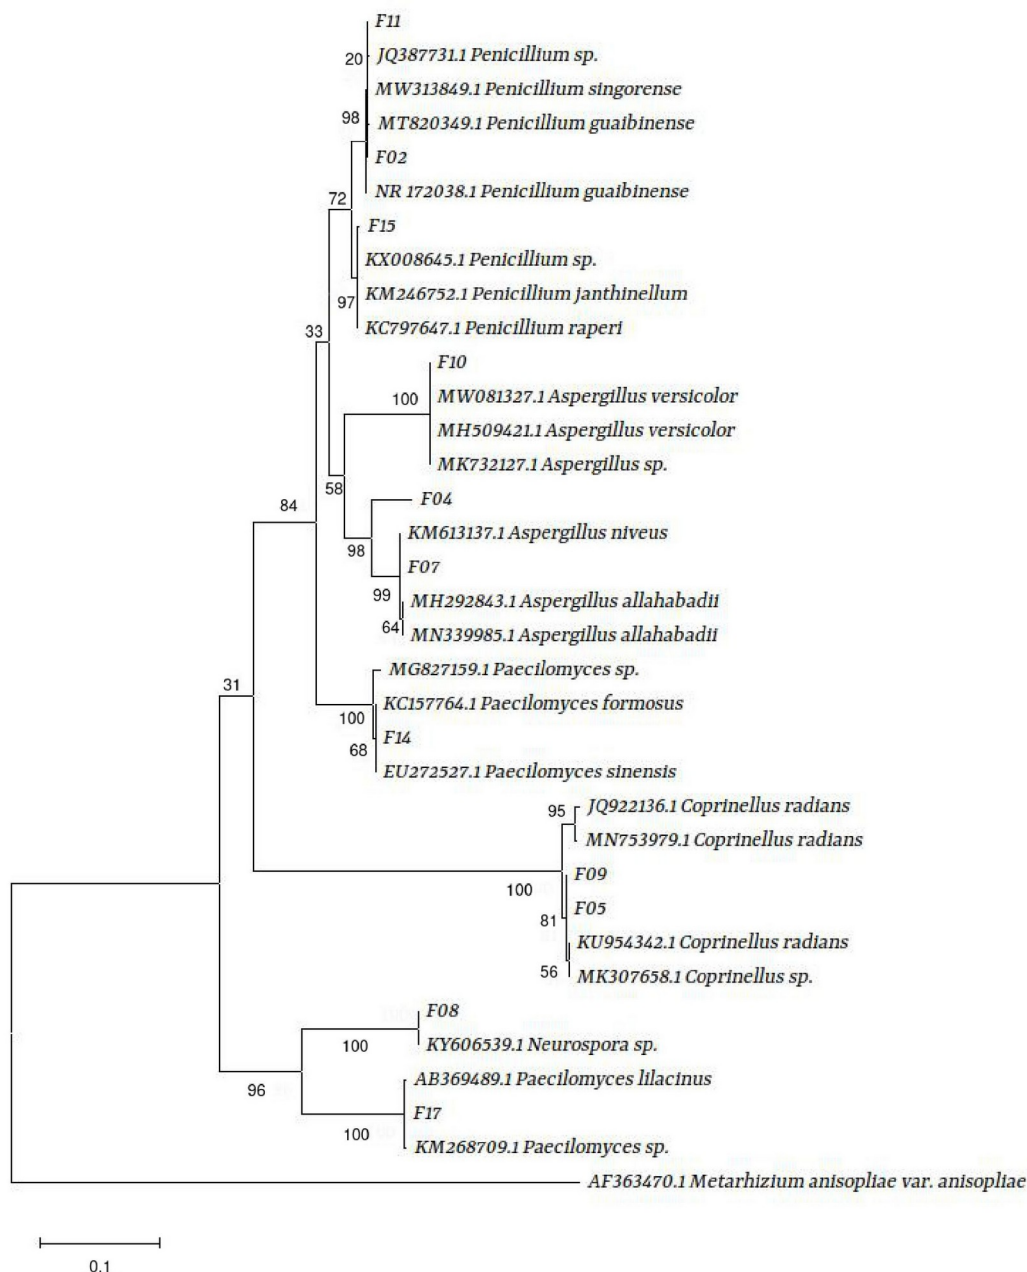 F11
20
JQ387731.1 Penicillium sp.
MW313849.1 Penicillium singorense
98
MT820349.1 Penicillium guaibinense
F02
NR 172038.1 Penicillium guaibinense
72
F15
KX008645.1 Penicillium sp.
KM246752.1 Penicillium janthinellum
97
KC797647.1 Penicillium raperi
33
F10
100
MW081327.1 Aspergillus versicolor
MH509421.1 Aspergillus versicolor
MK732127.1 Aspergillus sp.
58
F04
84
KM613137.1 Aspergillus niveus
98
F07
99
MH292843.1 Aspergillus allahabadii
64
MN339985.1 Aspergillus allahabadii
MG827159.1 Paecilomyces sp.
31
KC157764.1 Paecilomyces formosus
100
F14
68
EU272527.1 Paecilomyces sinensis
95
JQ922136.1 Coprinellus radians
MN753979.1 Coprinellus radians
F09
100
F05
81
KU954342.1 Coprinellus radians
56
MK307658.1 Coprinellus sp.
F08
100
KY606539.1 Neurospora sp.
96
AB369489.1 Paecilomyces lilacinus
F17
100
KM268709.1 Paecilomyces sp.
AF363470.1 Metarhizium anisopliae var. anisopliae
0.1